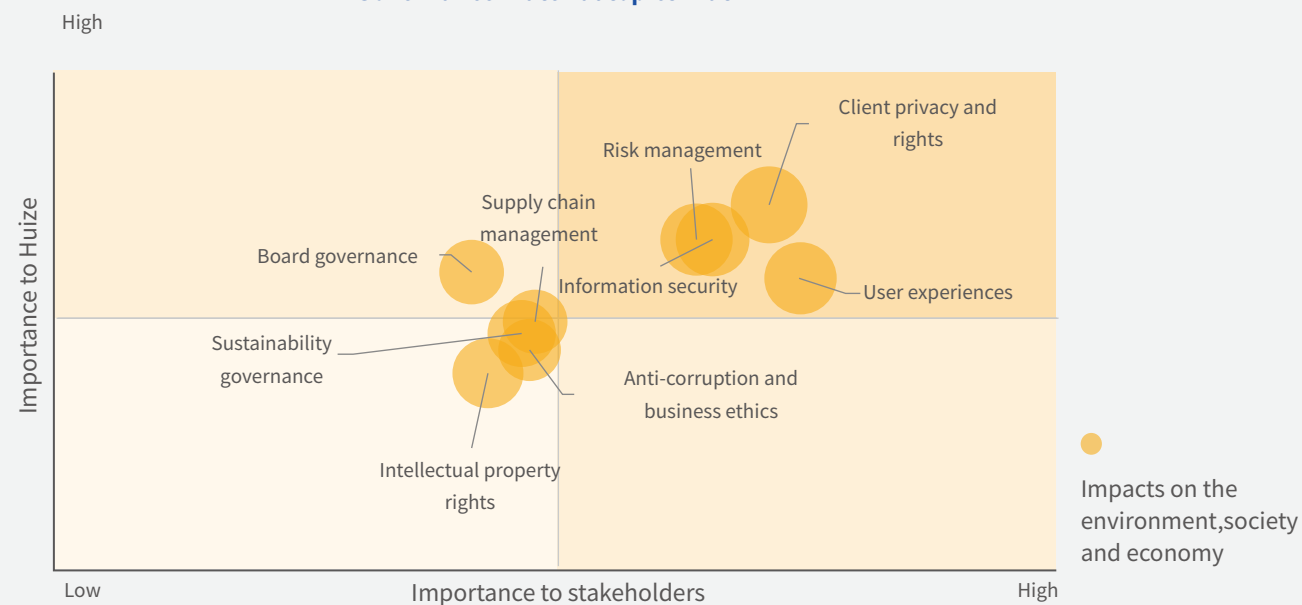 High
Client privacy and
rights
Risk management
Supply chain
management
Board governance
Information security
User experiences
Sustainability
governance
Anti-corruption and
business ethics
Intellectual property
rights
Importance to Huize
Impacts on the
environment,society
and economy
Low
Importance to stakeholders
High